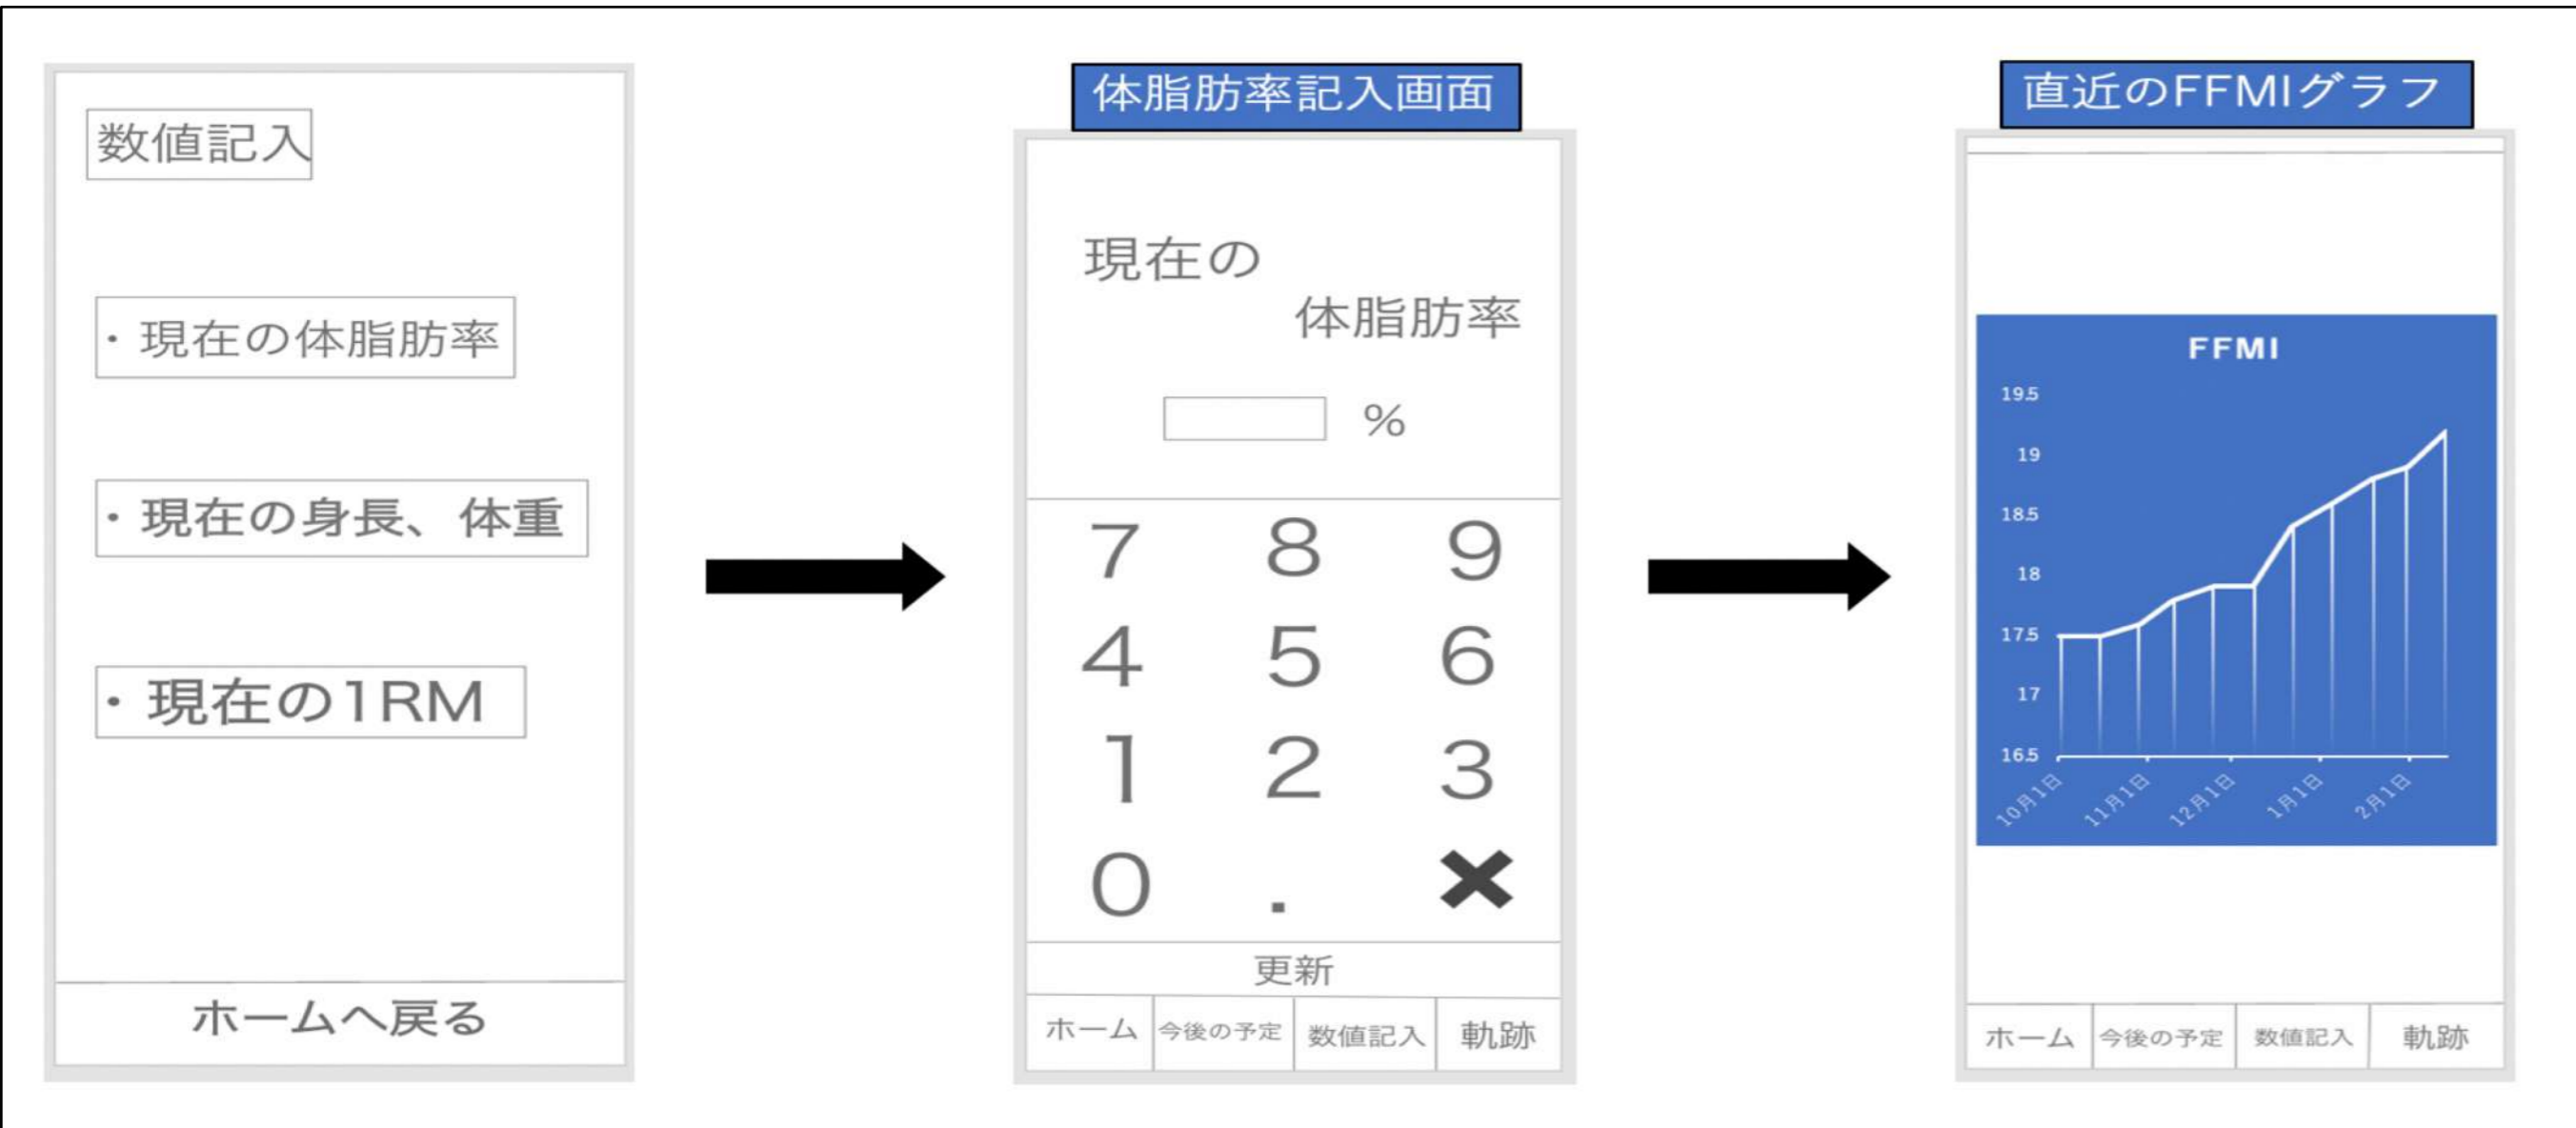 数値記入
・現在の体脂肪率
・現在の身長、体重
・現在の1RM
ホームへ戻る
体脂肪率記入画面
現在の
体脂肪率
%
7 8 9
4 5 6
1 2 3
0 . ✖
更新
ホーム 今後の予定 数値記入 軌跡
直近のFFMIグラフ
FFMI
19.5
19
18.5
18
17.5
17
16.5
10月1日 11月1日 12月1日 1月1日 2月1日
ホーム 今後の予定 数値記入 軌跡